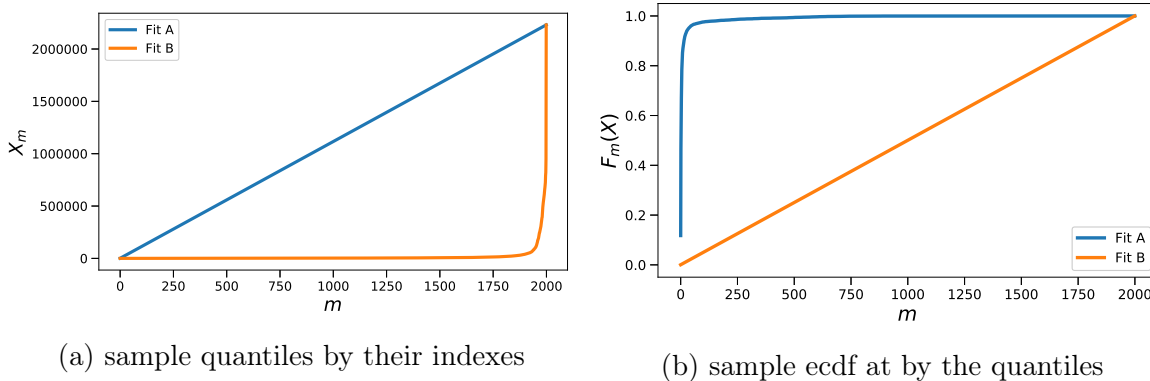 Fit A
Fit B
2000000
1500000
1000000
500000
0
X_m
0 250 500 750 1000 1250 1500 1750 2000
m
(a) sample quantiles by their indexes
1.0
0.8
0.6
0.4
0.2
0.0
F_m(X)
Fit A
Fit B
0 250 500 750 1000 1250 1500 1750 2000
m
(b) sample ecdf at by the quantiles